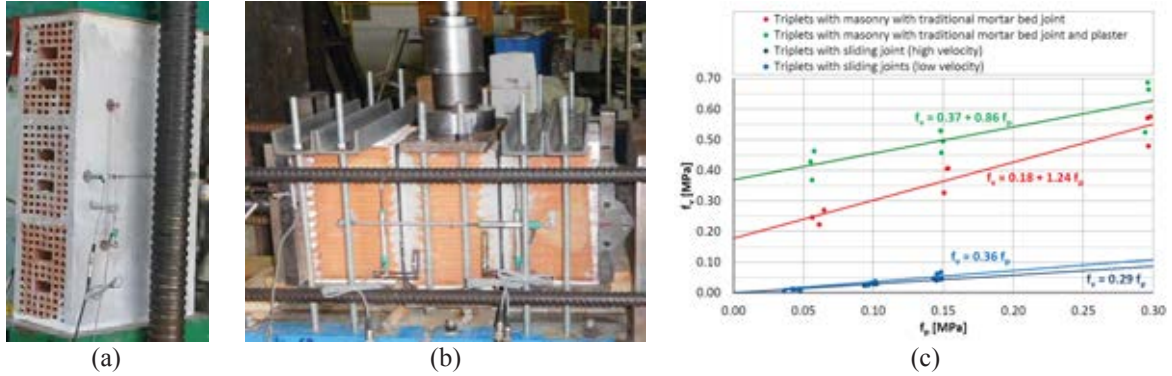 Triplets with masonry with traditional mortar bed joint
Triplets with masonry with traditional mortar bed joint and plaster
Triplets with sliding joint (high velocity)
Triplets with sliding joints (low velocity)
0.70
0.60
0.50
0.40
0.30
0.20
0.10
0.00
fᵥ [MPa]
fᵥ = 0.37 + 0.86 fₚ
fᵥ = 0.18 + 1.24 fₚ
fᵥ = 0.36 fₚ
fᵥ = 0.29 fₚ
0.00 0.05 0.10 0.15 0.20 0.25 0.30
fₚ [MPa]
(a) (b) (c)